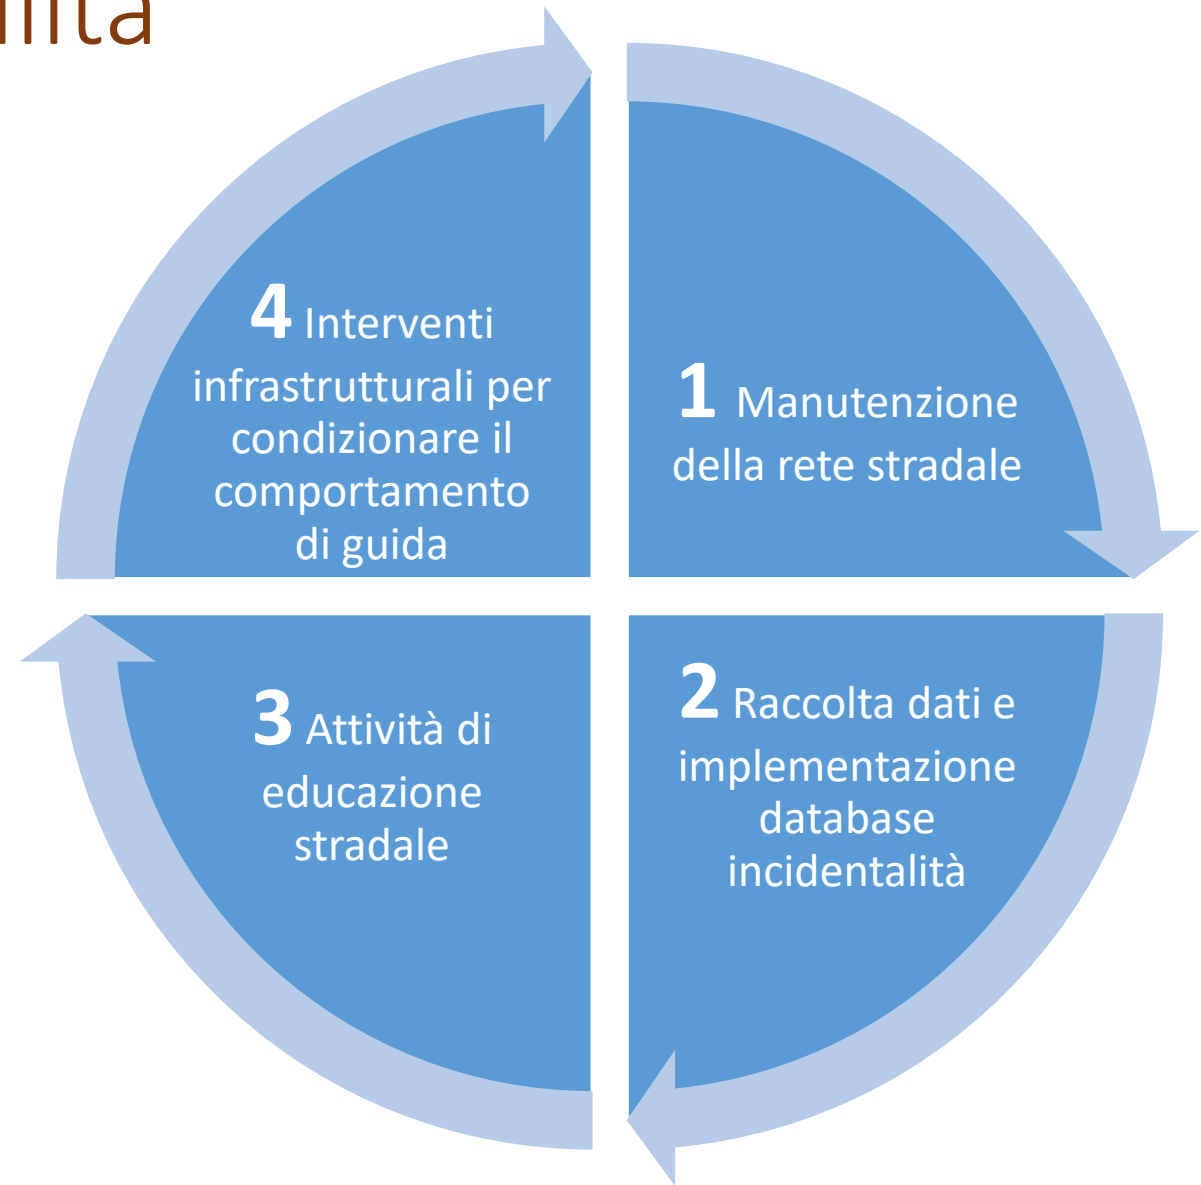 1 Manutenzione
della rete stradale
2 Raccolta dati e
implementazione
database
incidentalità
3 Attività di
educazione
stradale
4 Interventi
infrastrutturali per
condizionare il
comportamento
di guida